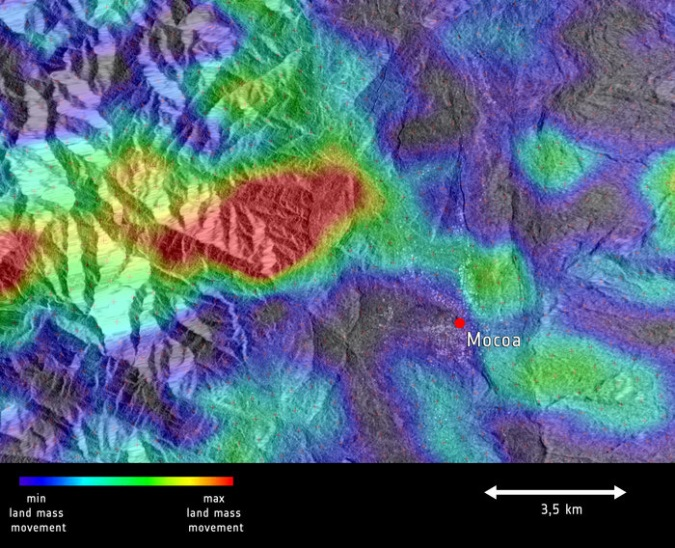 Mocoa
min
land mass
movement
max
land mass
movement
3,5 km